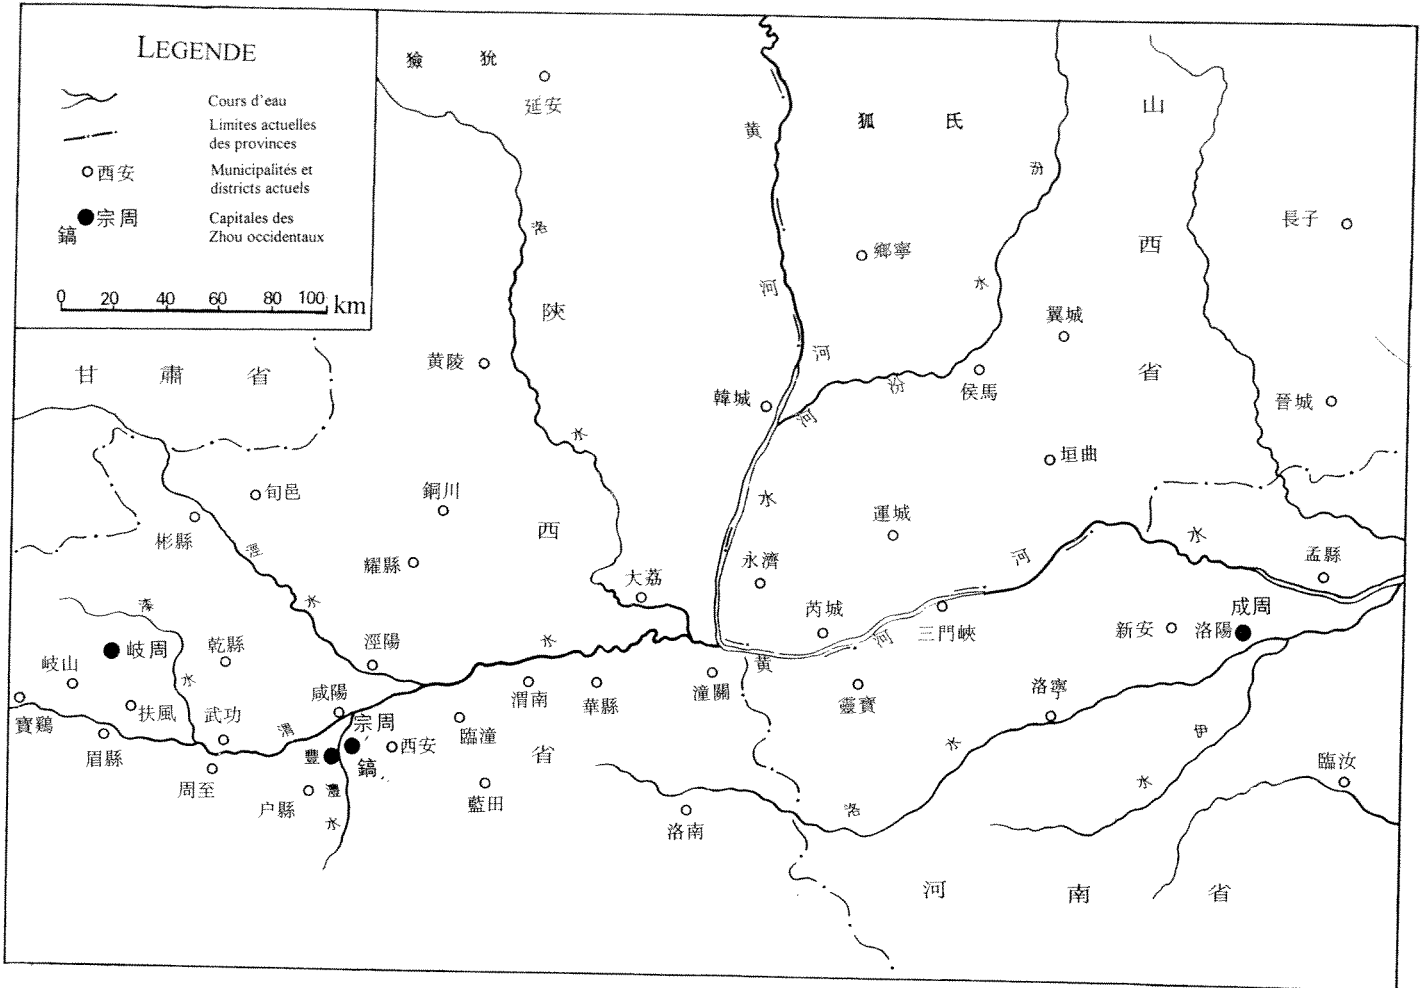 LEGENDE
Cours d'eau
Limites actuelles
des provinces
西安
Municipalités et
districts actuels
宗周
鎬
Capitales des
Zhou occidentaux
0 20 40 60 80 100 km
獫 狁
延安
黄
狐 氏
山
汾
長子
洛
西
鄉寧
水
河
陝
翼城
河
黄陵
甘 肅 省
省
侯馬
汾
韓城
晉城
河
水
垣曲
旬邑
銅川
水
運城
西
彬縣
涇
水
河
孟縣
耀縣
永濟
大荔
水
成周
芮城
三門峽
新安
洛陽
河
水
乾縣
涇陽
岐周
岐山
水
黄
潼關
洛寧
咸陽
渭南
華縣
靈寶
扶風
武功
宗周
寶鷄
渭
臨潼
伊
眉縣
豐
鎬
西安
省
水
臨汝
周至
灃
藍田
水
户縣
水
洛南
洛
河 南 省